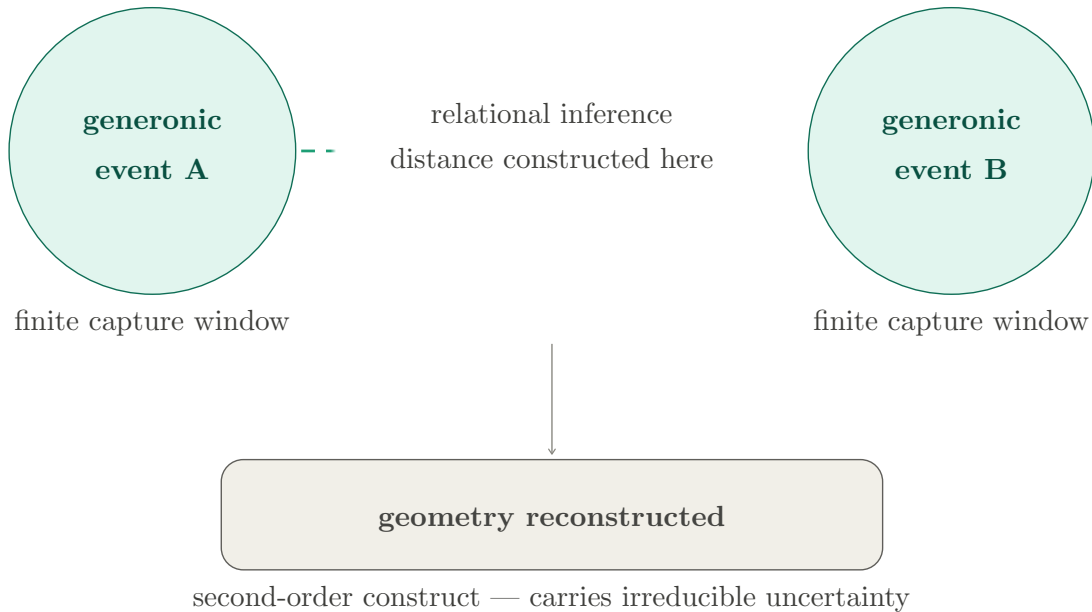 generonic
event A
relational inference
distance constructed here
generonic
event B
finite capture window
finite capture window
geometry reconstructed
second-order construct — carries irreducible uncertainty